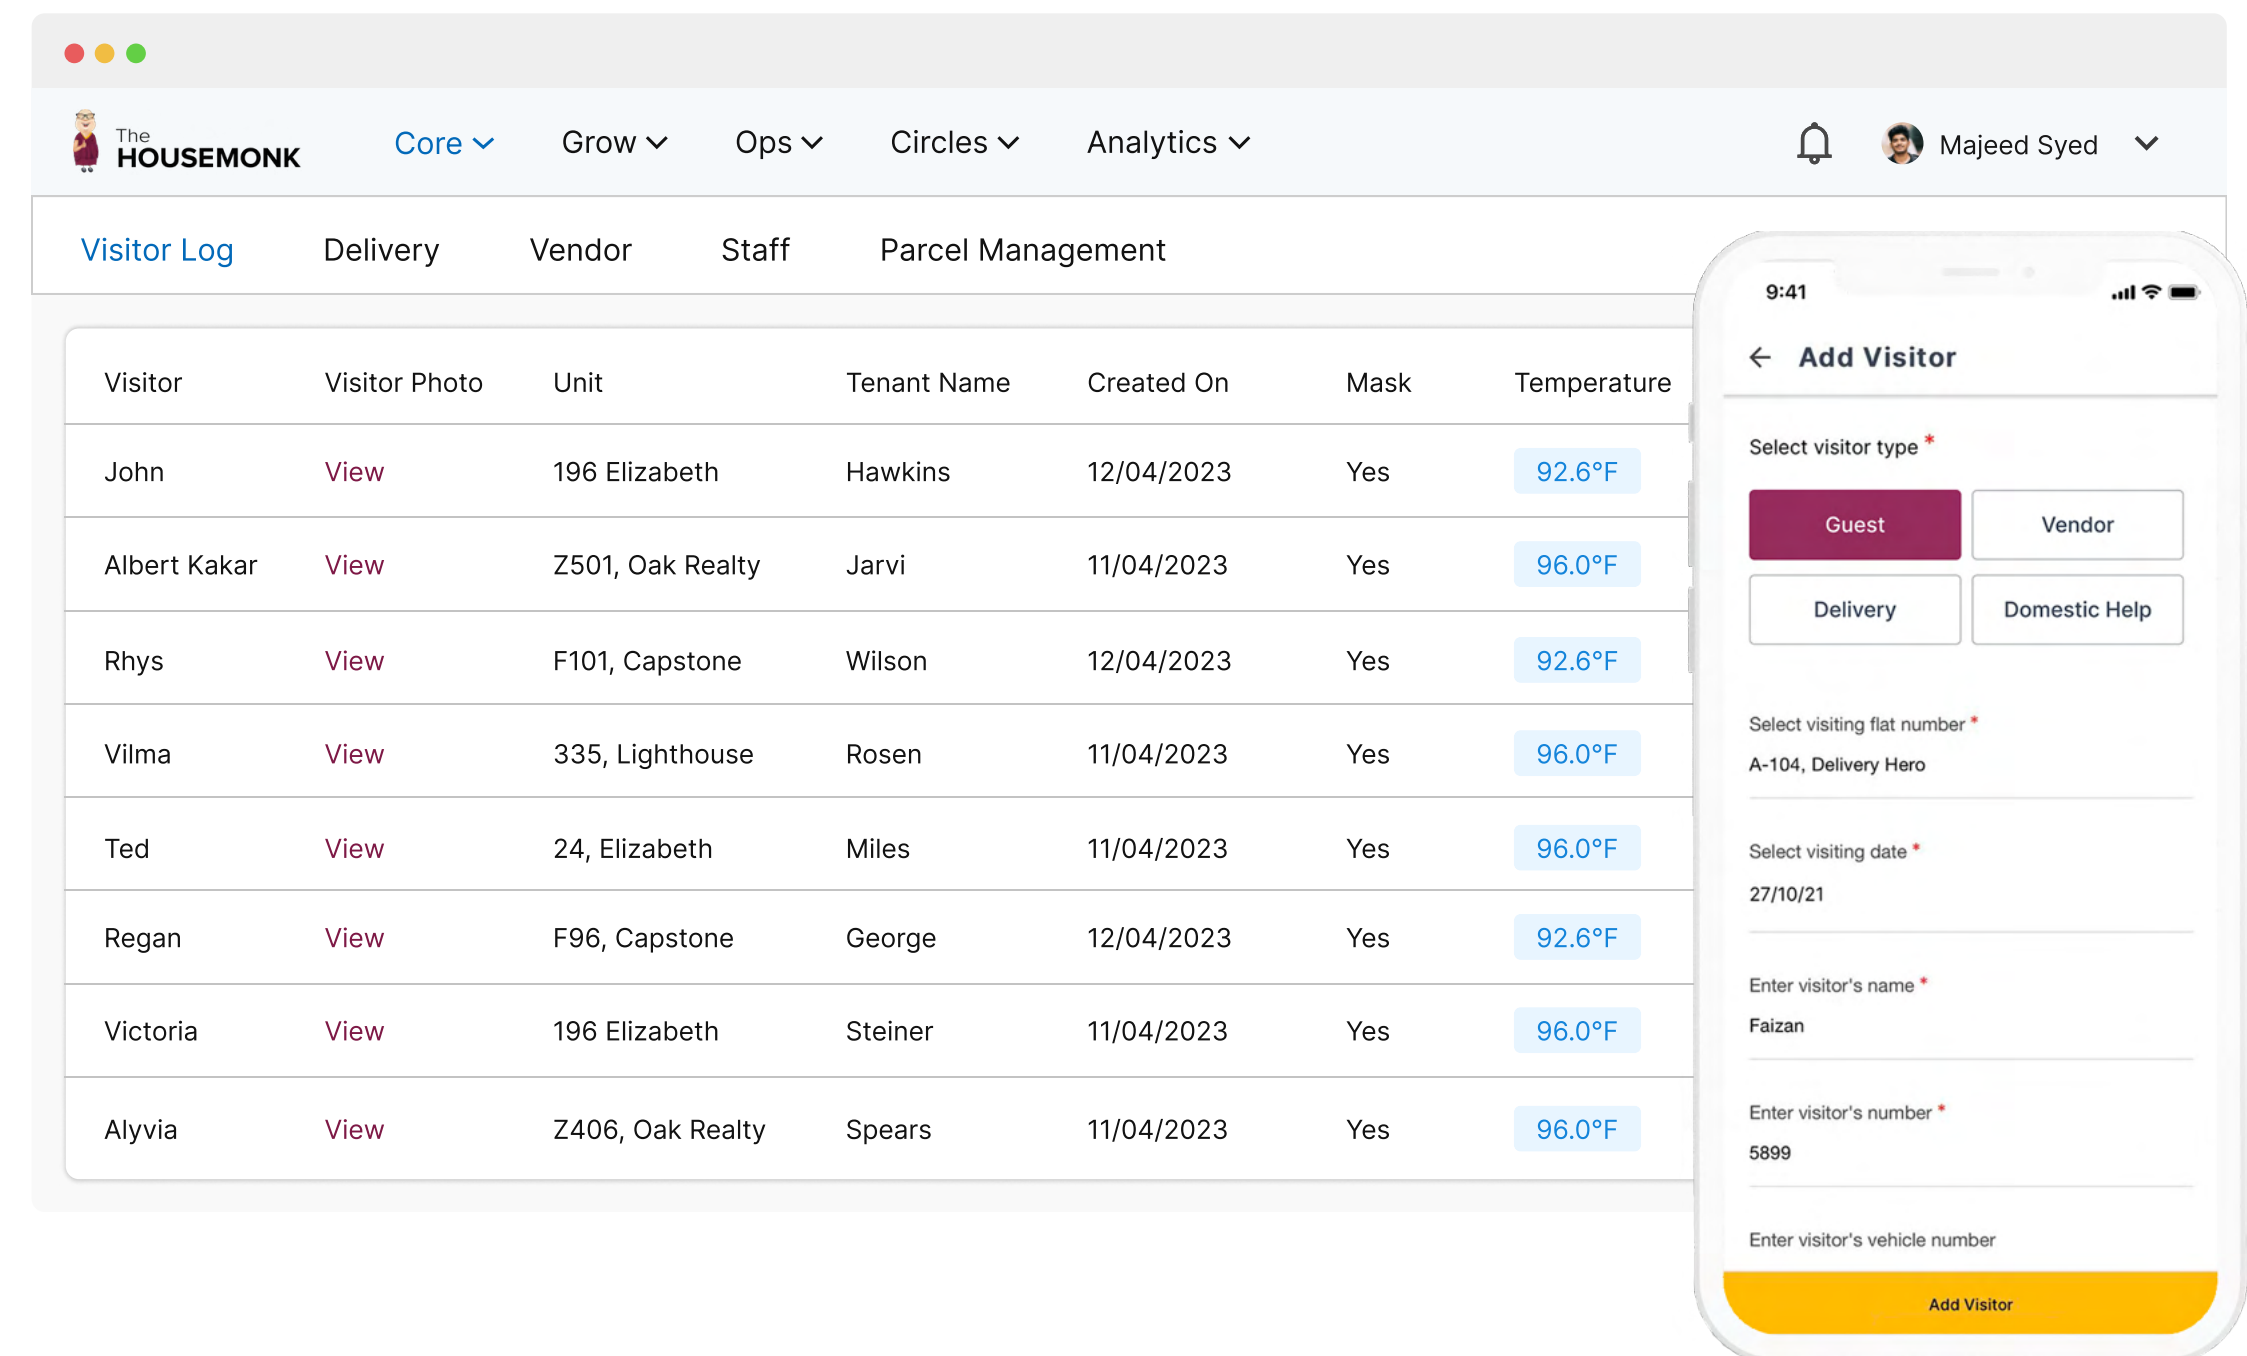 The
HOUSEMONK
Core Grow Ops Circles Analytics Majeed Syed
Visitor Log Delivery Vendor Staff Parcel Management
Visitor Visitor Photo Unit Tenant Name Created On Mask Temperature
John View 196 Elizabeth Hawkins 12/04/2023 Yes 92.6°F
Albert Kakar View Z501, Oak Realty Jarvi 11/04/2023 Yes 96.0°F
Rhys View F101, Capstone Wilson 12/04/2023 Yes 92.6°F
Vilma View 335, Lighthouse Rosen 11/04/2023 Yes 96.0°F
Ted View 24, Elizabeth Miles 11/04/2023 Yes 96.0°F
Regan View F96, Capstone George 12/04/2023 Yes 92.6°F
Victoria View 196 Elizabeth Steiner 11/04/2023 Yes 96.0°F
Alyvia View Z406, Oak Realty Spears 11/04/2023 Yes 96.0°F
9:41
Add Visitor
Select visitor type *
Guest Vendor
Delivery Domestic Help
Select visiting flat number *
A-104, Delivery Hero
Select visiting date *
27/10/21
Enter visitor's name *
Faizan
Enter visitor's number *
5899
Enter visitor's vehicle number
Add Visitor